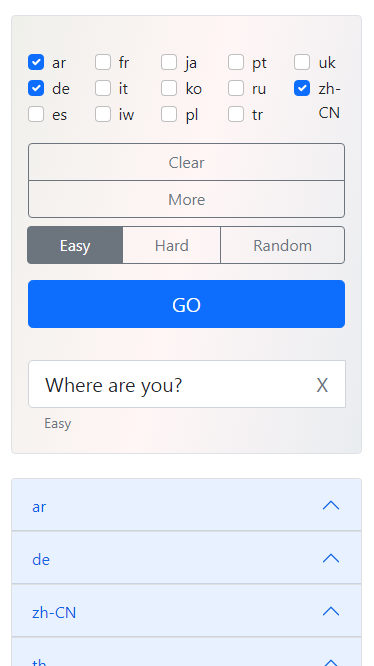 ar fr ja pt uk
de it ko ru zh-CN
es iw pl tr
Clear
More
Easy Hard Random
GO
Where are you? X
Easy
ar
de
zh-CN
th